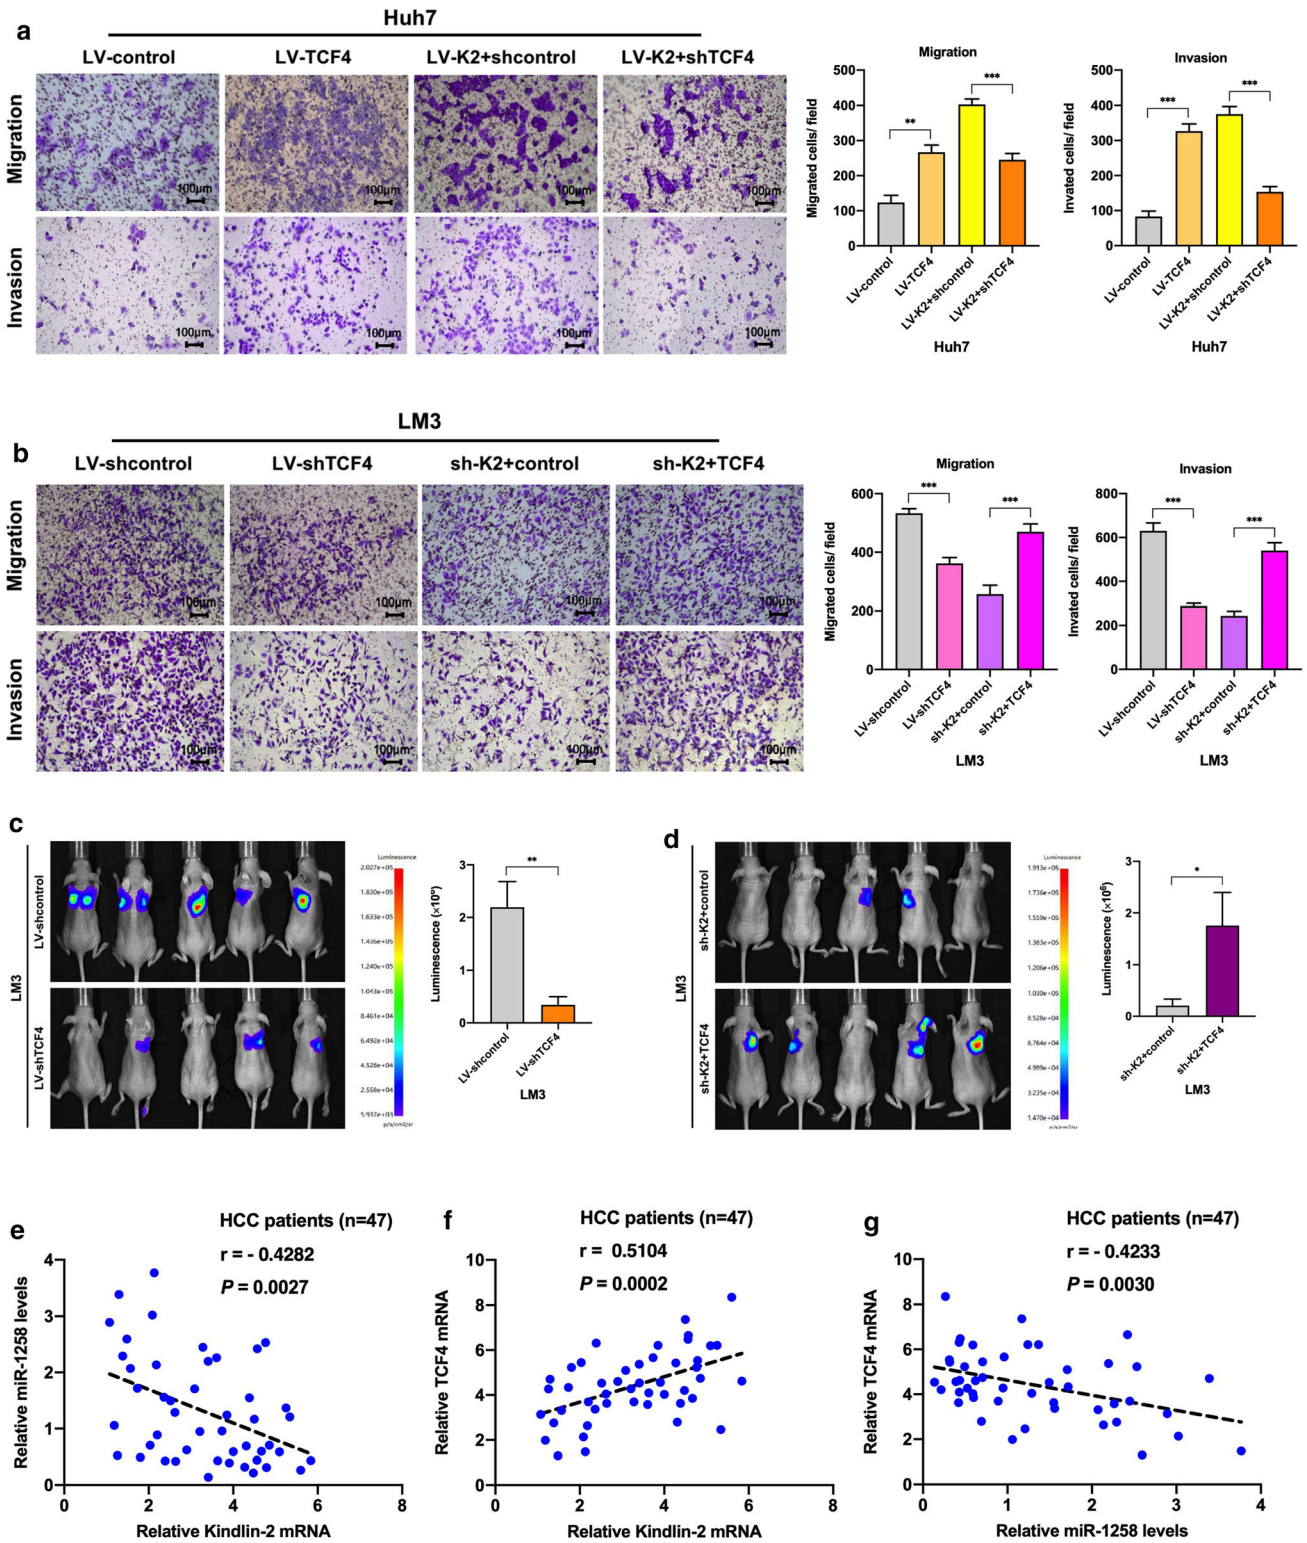 a
Huh7
LV-control LV-TCF4 LV-K2+shcontrol LV-K2+shTCF4
Migration
100μm 100μm 100μm 100μm
Invasion
100μm 100μm 100μm 100μm
Migration
Migrated cells/ field
500
400
300
200
100
0
** ***
LV-control
LV-TCF4
LV-K2+shcontrol
LV-K2+shTCF4
Huh7
Invasion
Invated cells/ field
500
400
300
200
100
0
*** ***
LV-control
LV-TCF4
LV-K2+shcontrol
LV-K2+shTCF4
Huh7
b
LM3
LV-shcontrol LV-shTCF4 sh-K2+control sh-K2+TCF4
Migration
100μm 100μm 100μm 100μm
Invasion
100μm 100μm 100μm 100μm
Migration
Migrated cells/ field
600
400
200
0
*** ***
LV-shcontrol
LV-shTCF4
sh-K2+control
sh-K2+TCF4
LM3
Invasion
Invated cells/ field
800
600
400
200
0
*** ***
LV-shcontrol
LV-shTCF4
sh-K2+control
sh-K2+TCF4
LM3
c
LM3
LV-shcontrol
LV-shTCF4
Luminescence
2.027e+05
1.830e+05
1.633e+05
1.436e+05
1.240e+05
1.043e+05
8.461e+04
6.492e+04
4.528e+04
2.558e+04
5.937e+03
p/s/cm2/sr
Luminescence
3
2
1
0
**
LV-shcontrol
LV-shTCF4
LM3
d
LM3
sh-K2+control
sh-K2+TCF4
Luminescence
1.913e+05
1.736e+05
1.559e+05
1.383e+05
1.206e+05
1.030e+05
8.528e+04
6.764e+04
4.999e+04
3.235e+04
1.470e+04
p/s/cm2/sr
Luminescence (×10⁶)
3
2
1
0
*
sh-K2+control
sh-K2+TCF4
LM3
e
HCC patients (n=47)
r = - 0.4282
P = 0.0027
Relative miR-1258 levels
4
3
2
1
0
0 2 4 6 8
Relative Kindlin-2 mRNA
f
HCC patients (n=47)
r = 0.5104
P = 0.0002
Relative TCF4 mRNA
10
8
6
4
2
0
0 2 4 6 8
Relative Kindlin-2 mRNA
g
HCC patients (n=47)
r = - 0.4233
P = 0.0030
Relative TCF4 mRNA
10
8
6
4
2
0
0 1 2 3 4
Relative miR-1258 levels